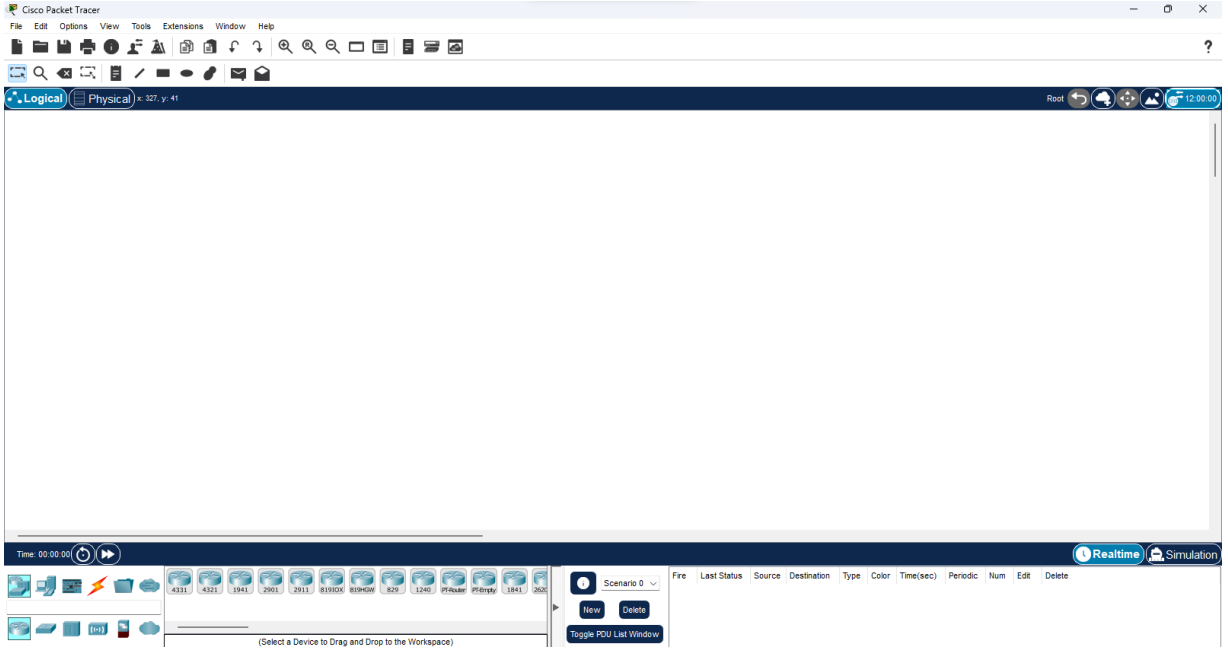 Cisco Packet Tracer
File Edit Options View Tools Extensions Window Help
?
Logical Physical x: 327, y: 41 Root 12:00:00
Time: 00:00:00 Realtime Simulation
4331 4321 1941 2901 2911 819IOX 819HGW 829 1240 PT-Router PT-Empty 1841 2620
Scenario 0 Fire Last Status Source Destination Type Color Time(sec) Periodic Num Edit Delete
New Delete
Toggle PDU List Window
(Select a Device to Drag and Drop to the Workspace)